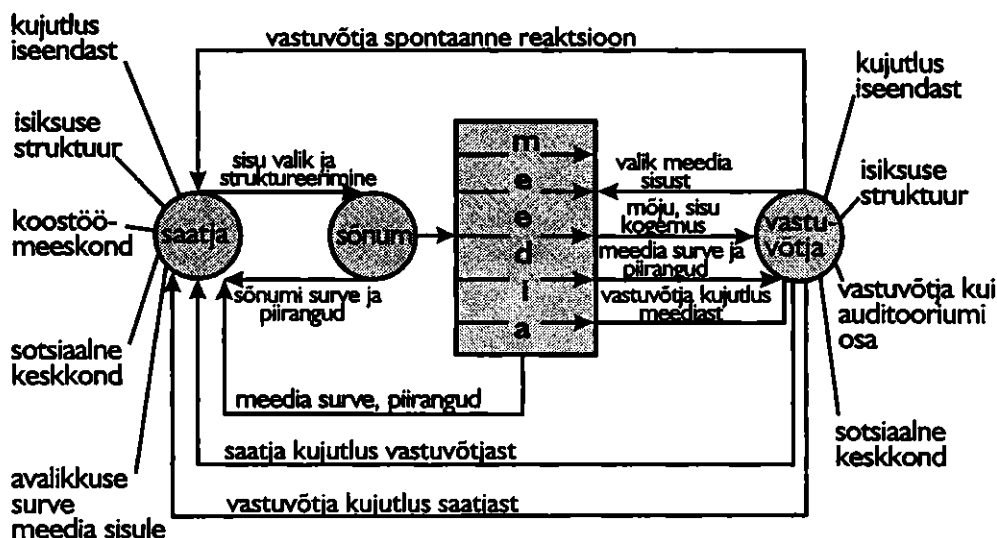 kujutlus
iseendast
isiksuse
struktuur
koostöö-
meeskond
sotsiaalne
keskkond
avalikkuse
surve
meedia sisule
saatja
vastuvõtja spontaanne reaktsioon
sisu valik ja
struktureerimine
sõnum
sõnumi surve ja
piirangud
meedia
valik meedia
sisust
mõju, sisu
kogemus
meedia surve ja
piirangud
vastuvõtja kujutlus
meediast
meedia surve, piirangud
saatja kujutlus vastuvõtjast
vastuvõtja kujutlus saatjast
vastu-
võtja
kujutlus
iseendast
isiksuse
struktuur
vastuvõtja kui
auditooriumi
osa
sotsiaalne
keskkond